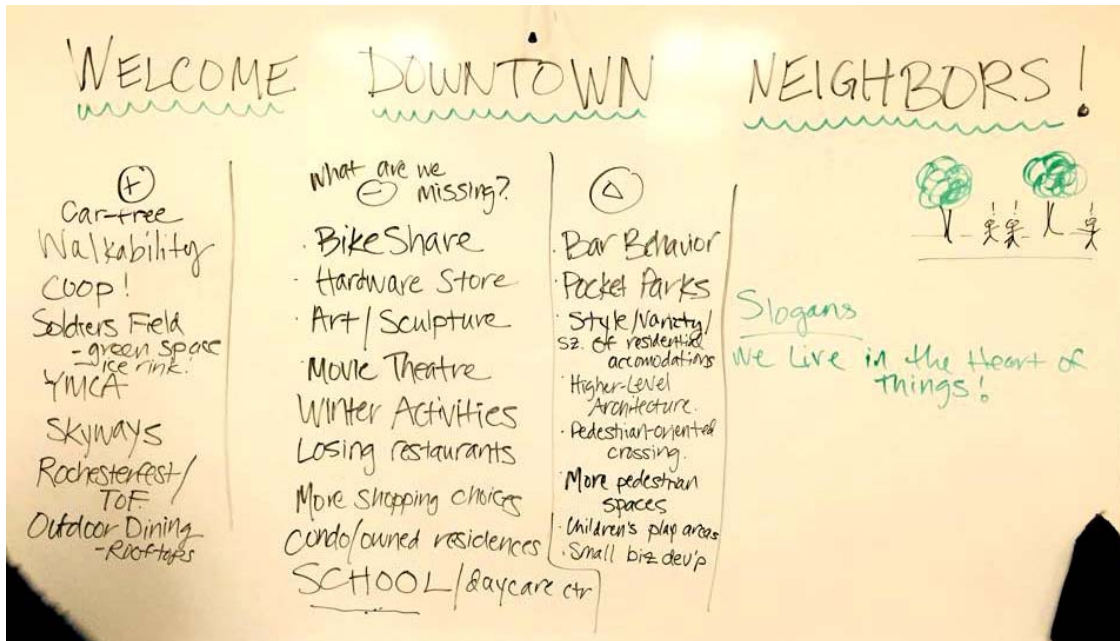 WELCOME DOWNTOWN NEIGHBORS!
+
Car-free
Walkability
COOP!
Soldiers Field
-green space
ice rink.
YMCA
Skyways
Rochesterfest/
TOF.
Outdoor Dining
-Rooftops
What are we
- missing?
· BikeShare
· Hardware Store
· Art/Sculpture
· Movie Theatre
Winter Activities
Losing restaurants
More shopping choices
Condo/owned residences
SCHOOL/daycare ctr
Δ
· Bar Behavior
· Pocket Parks
· Style/Variety/
sz. of residential
accomodations
· Higher-Level
Architecture.
· Pedestrian-oriented
crossing.
· More pedestrian
spaces
· Children's play areas
· Small biz dev'p
Slogans
We Live in the Heart of
Things!